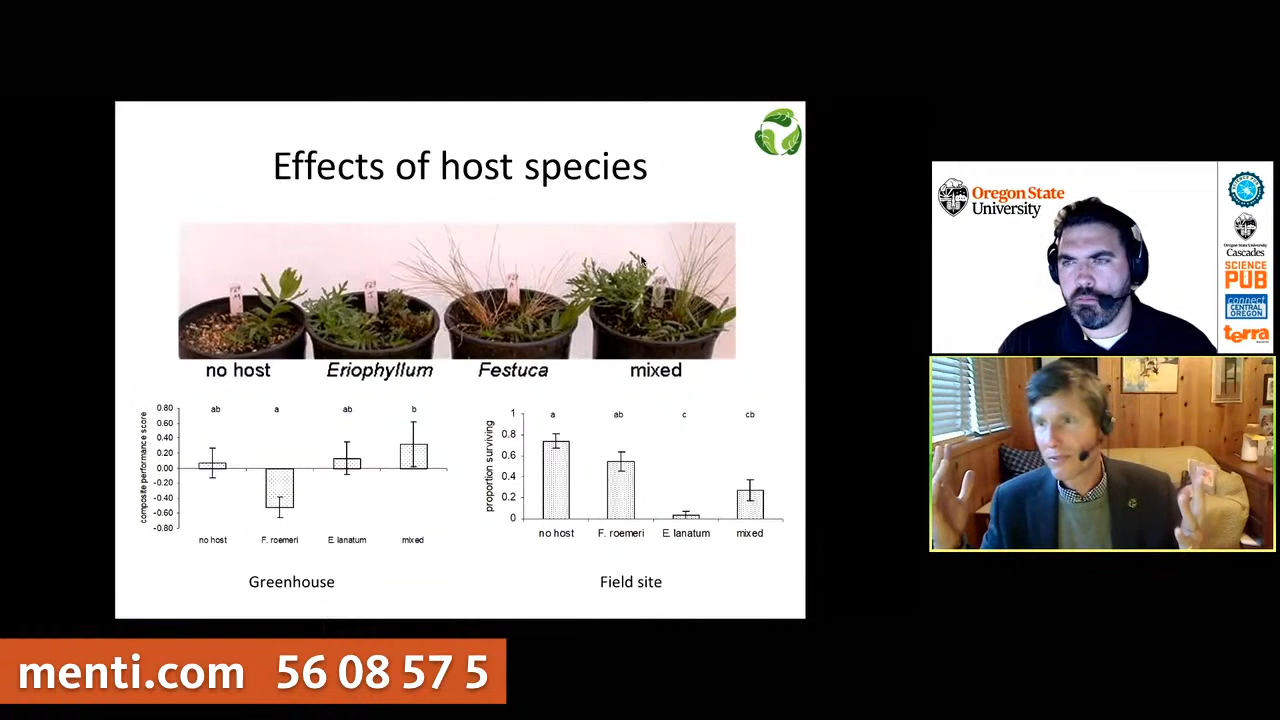 Effects of host species
no host
Eriophyllum
Festuca
mixed
composite performance score
0.80
0.60
0.40
0.20
0.00
-0.20
-0.40
-0.60
-0.80
ab
a
ab
b
no host
F. roemeri
E. lanatum
mixed
Greenhouse
proportion surviving
1
0.8
0.6
0.4
0.2
0
a
ab
c
cb
no host
F. roemeri
E. lanatum
mixed
Field site
Oregon State
University
Oregon State University
Cascades
SCIENCE
PUB
connect
CENTRAL
OREGON
terra
menti.com 56 08 57 5